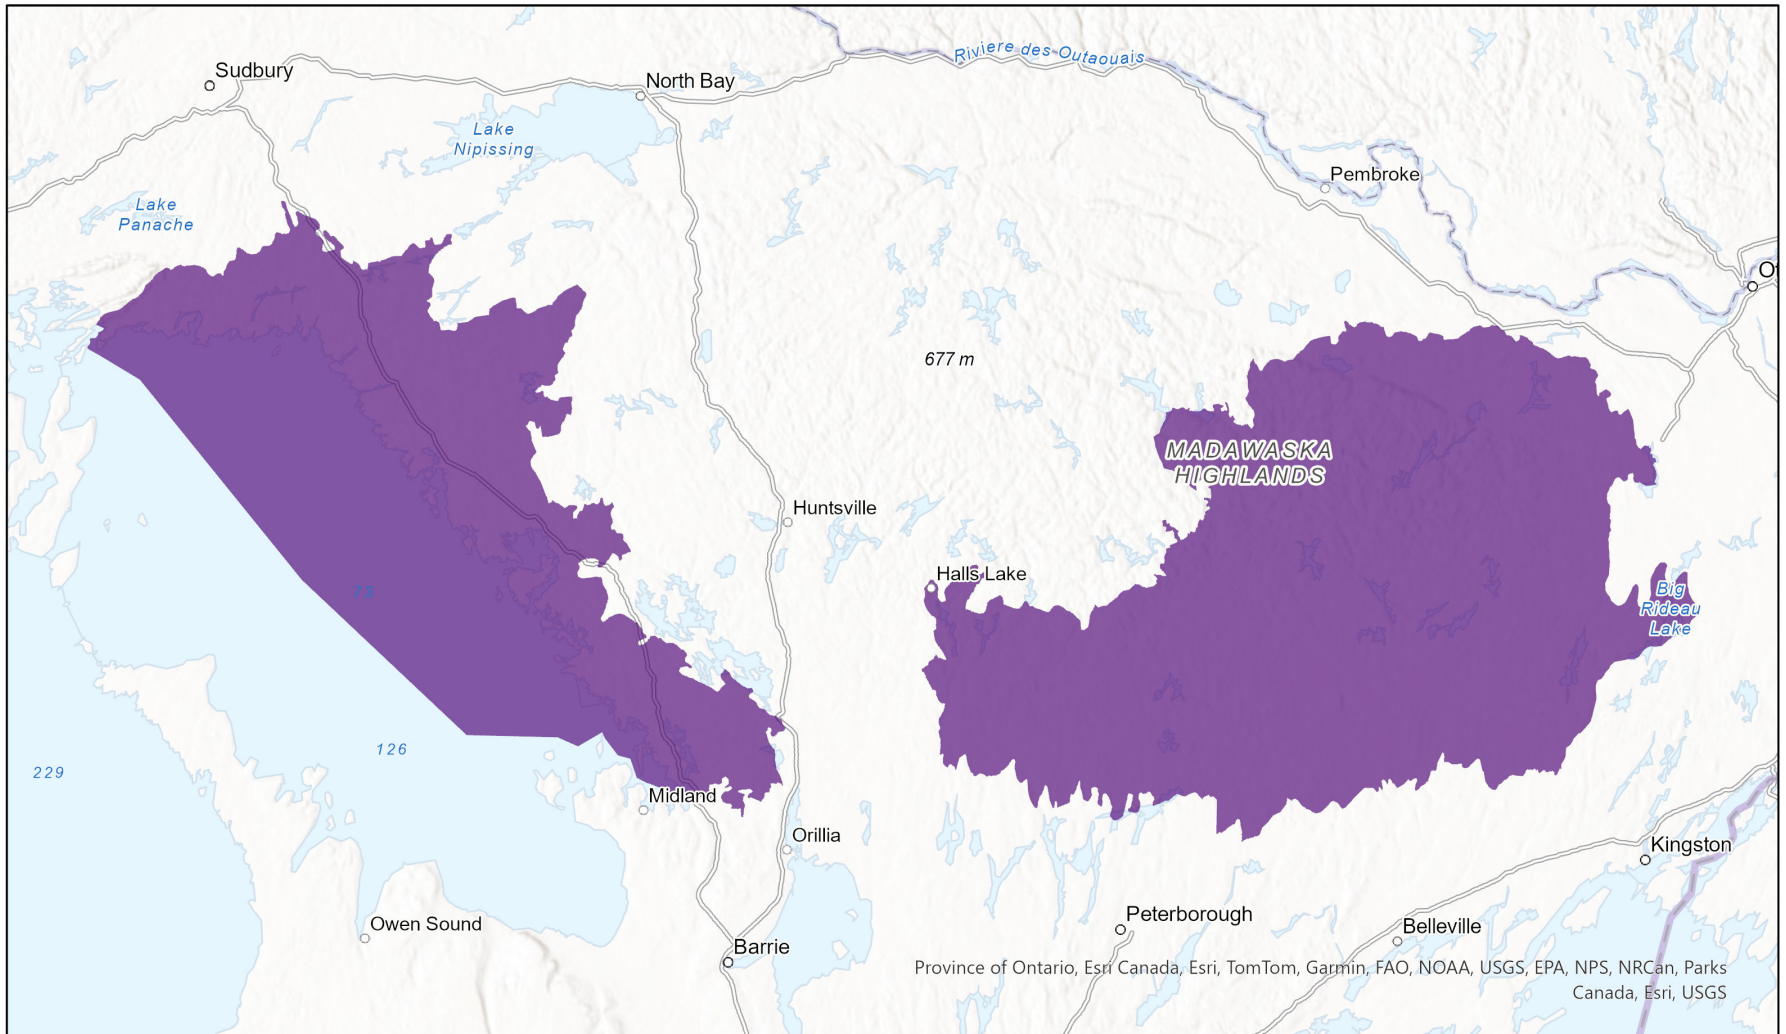 Riviere des Outaouais
Sudbury
North Bay
Lake
Nipissing
Pembroke
Lake
Panache
677 m
MADAWASKA
HIGHLANDS
Huntsville
Halls Lake
73
Big
Rideau
Lake
126
229
Midland
Orillia
Kingston
Owen Sound
Peterborough
Belleville
Barrie
Province of Ontario, Esri Canada, Esri, TomTom, Garmin, FAO, NOAA, USGS, EPA, NPS, NRCan, Parks
Canada, Esri, USGS